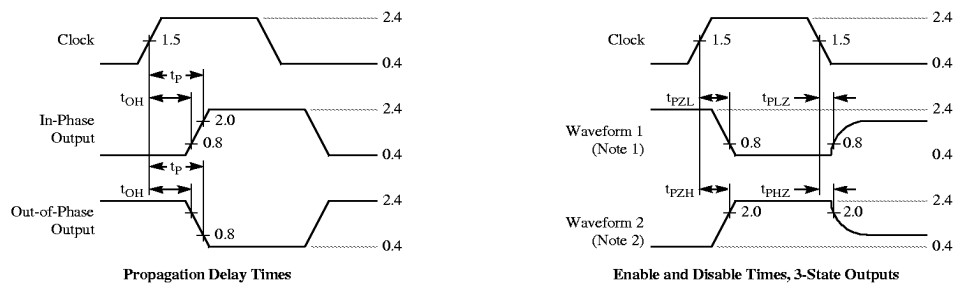 2.4
Clock
1.5
0.4
tP
tOH
2.4
In-Phase
Output
2.0
0.8
0.4
tP
tOH
2.4
Out-of-Phase
Output
0.8
0.4
Propagation Delay Times
2.4
Clock
1.5
1.5
0.4
tPZL
tPLZ
2.4
Waveform 1
(Note 1)
0.8
0.8
0.4
tPZH
tPHZ
2.4
Waveform 2
(Note 2)
2.0
2.0
0.4
Enable and Disable Times, 3-State Outputs